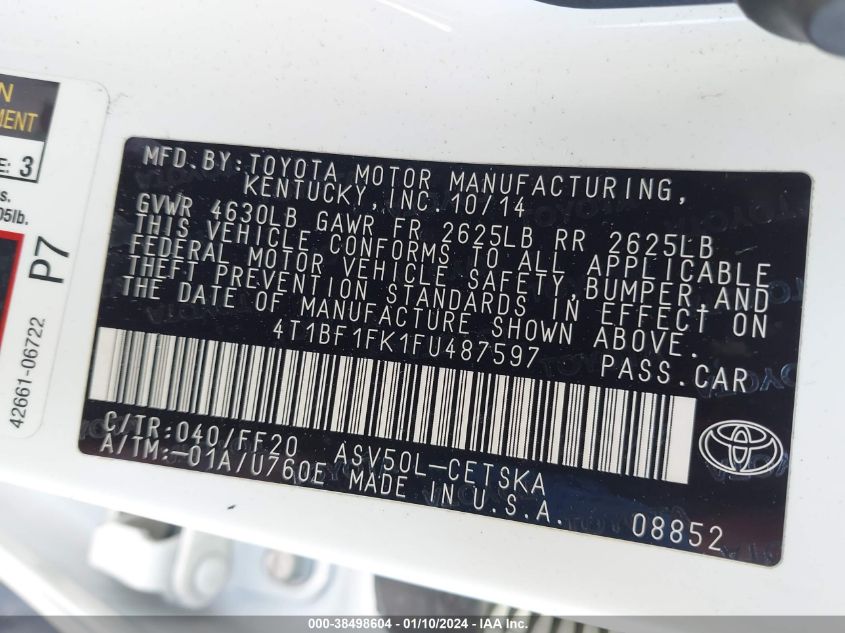 N
MENT
E: 3
s.
05lb.
P7
42661-06722
MFD. BY:TOYOTA MOTOR MANUFACTURING,
KENTUCKY,INC.10/14
GVWR 4630LB GAWR FR 2625LB RR 2625LB
THIS VEHICLE CONFORMS TO ALL APPLICABLE
FEDERAL MOTOR VEHICLE SAFETY,BUMPER,AND
THEFT PREVENTION STANDARDS IN EFFECT ON
THE DATE OF MANUFACTURE SHOWN ABOVE.
4T1BF1FK1FU487597 PASS.CAR
C/TR:040/FF20 ASV50L-CETSKA
A/TM:-01A/U760E MADE IN U.S.A.
08852
000-38498604 - 01/10/2024 - IAA Inc.